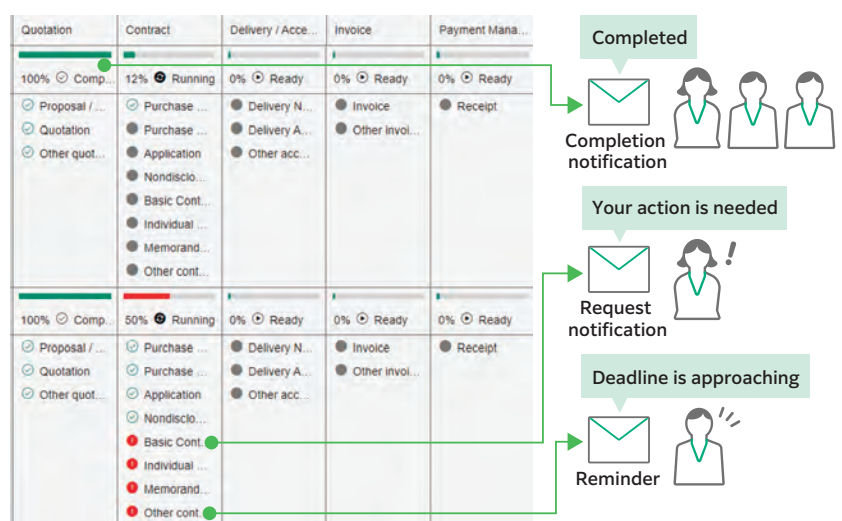 Quotation
Contract
Delivery / Acce...
Invoice
Payment Mana...
100% Comp...
12% Running
0% Ready
0% Ready
0% Ready
Proposal / ...
Quotation
Other quot...
Purchase ...
Purchase ...
Application
Nondisclo...
Basic Cont...
Individual ...
Memorand...
Other cont...
Delivery N...
Delivery A...
Other acc...
Invoice
Other invoi...
Receipt
100% Comp...
50% Running
0% Ready
0% Ready
0% Ready
Proposal / ...
Quotation
Other quot...
Purchase ...
Purchase ...
Application
Nondisclo...
Basic Cont...
Individual ...
Memorand...
Other cont...
Delivery N...
Delivery A...
Other acc...
Invoice
Other invoi...
Receipt
Completed
Completion
notification
Your action is needed
!
Request
notification
Deadline is approaching
Reminder